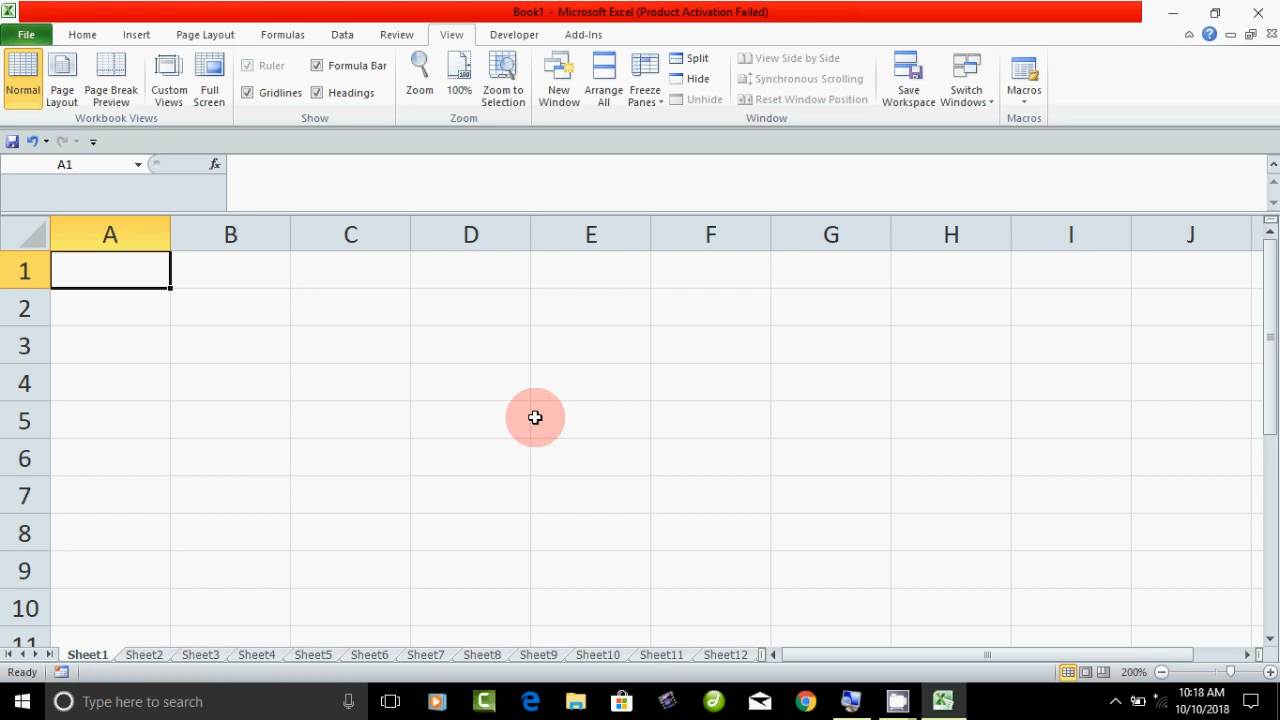 Book1 - Microsoft Excel (Product Activation Failed)
File Home Insert Page Layout Formulas Data Review View Developer Add-Ins
Normal Page Layout Page Break Preview Custom Views Full Screen
Workbook Views
Ruler Formula Bar
Gridlines Headings
Show
Zoom 100% Zoom to Selection
Zoom
New Window Arrange All Freeze Panes
Split
Hide
Unhide
View Side by Side
Synchronous Scrolling
Reset Window Position
Window
Save Workspace Switch Windows
Macros
Macros
A1 fx
A B C D E F G H I J
1
2
3
4
5
6
7
8
9
10
11
Sheet1 Sheet2 Sheet3 Sheet4 Sheet5 Sheet6 Sheet7 Sheet8 Sheet9 Sheet10 Sheet11 Sheet12
Ready 200%
Type here to search
10:18 AM
10/10/2018